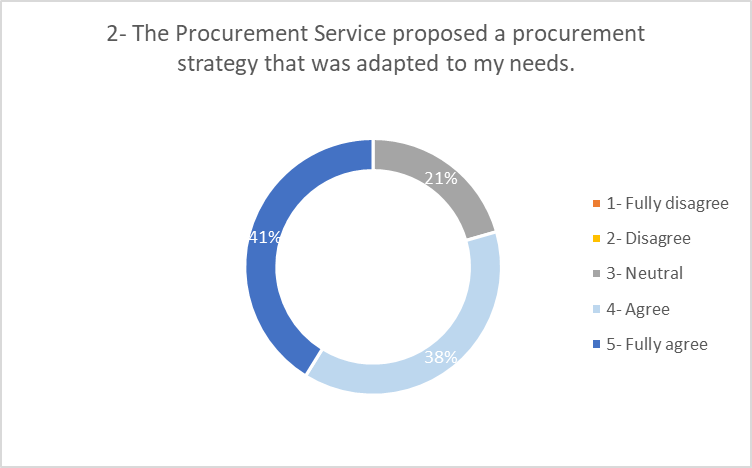 2- The Procurement Service proposed a procurement
strategy that was adapted to my needs.
21%
41%
38%
1- Fully disagree
2- Disagree
3- Neutral
4- Agree
5- Fully agree